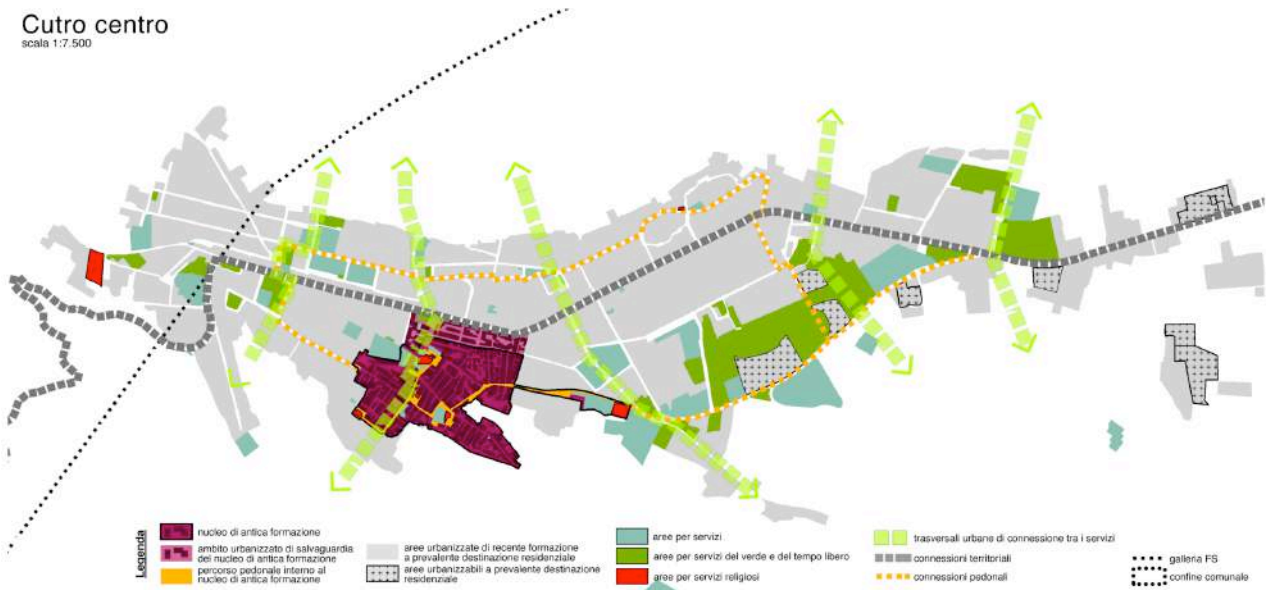 Cutro centro
scala 1:7.500
Legenda
nucleo di antica formazione
ambito urbanizzato di salvaguardia
del nucleo di antica formazione
percorso pedonale interno al
nucleo di antica formazione
aree urbanizzate di recente formazione
a prevalente destinazione residenziale
aree urbanizzabili a prevalente destinazione
residenziale
aree per servizi
aree per servizi del verde e del tempo libero
aree per servizi religiosi
trasversali urbane di connessione tra i servizi
connessioni territoriali
connessioni pedonali
galleria FS
confine comunale